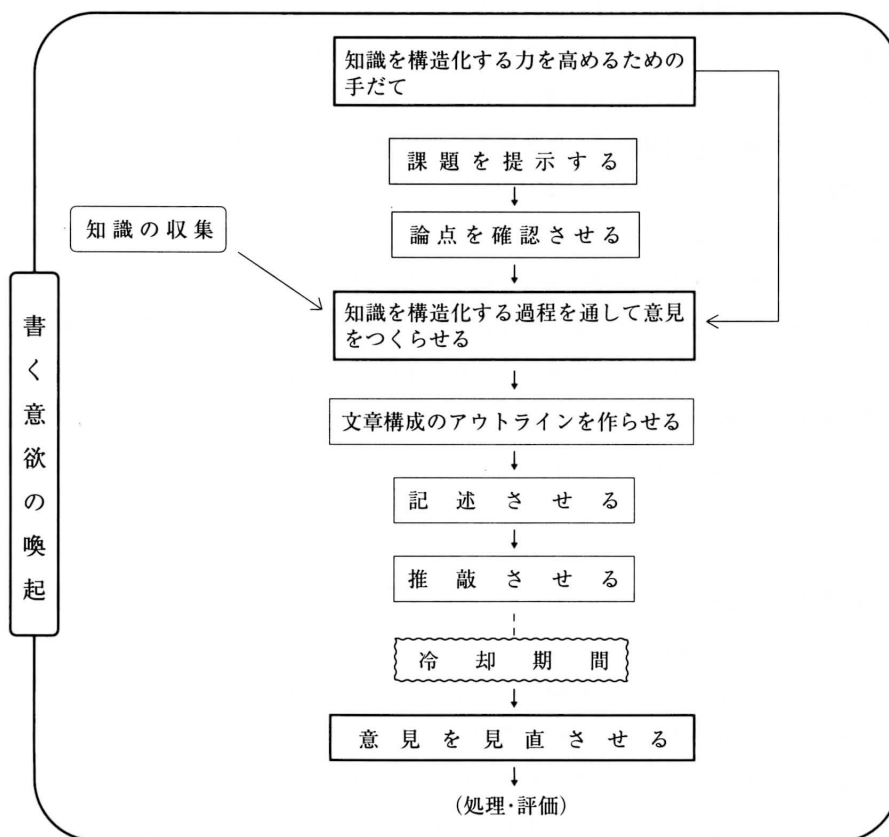 知識を構造化する力を高めるための
手だて
課題を提示する
論点を確認させる
知識の収集
知識を構造化する過程を通して意見
をつくらせる
書く意欲の喚起
文章構成のアウトラインを作らせる
記述させる
推敲させる
冷却期間
意見を見直させる
(処理・評価)